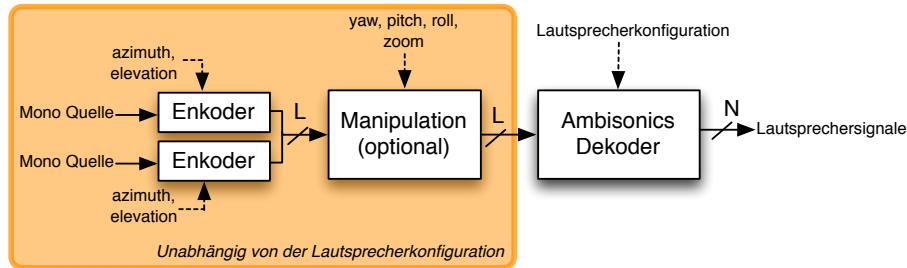 yaw, pitch, roll,
zoom
azimuth,
elevation
Lautsprecherkonfiguration
Mono Quelle
Enkoder
L
Manipulation
(optional)
L
Ambisonics
Dekoder
N
Lautsprechersignale
Mono Quelle
Enkoder
azimuth,
elevation
Unabhängig von der Lautsprecherkonfiguration